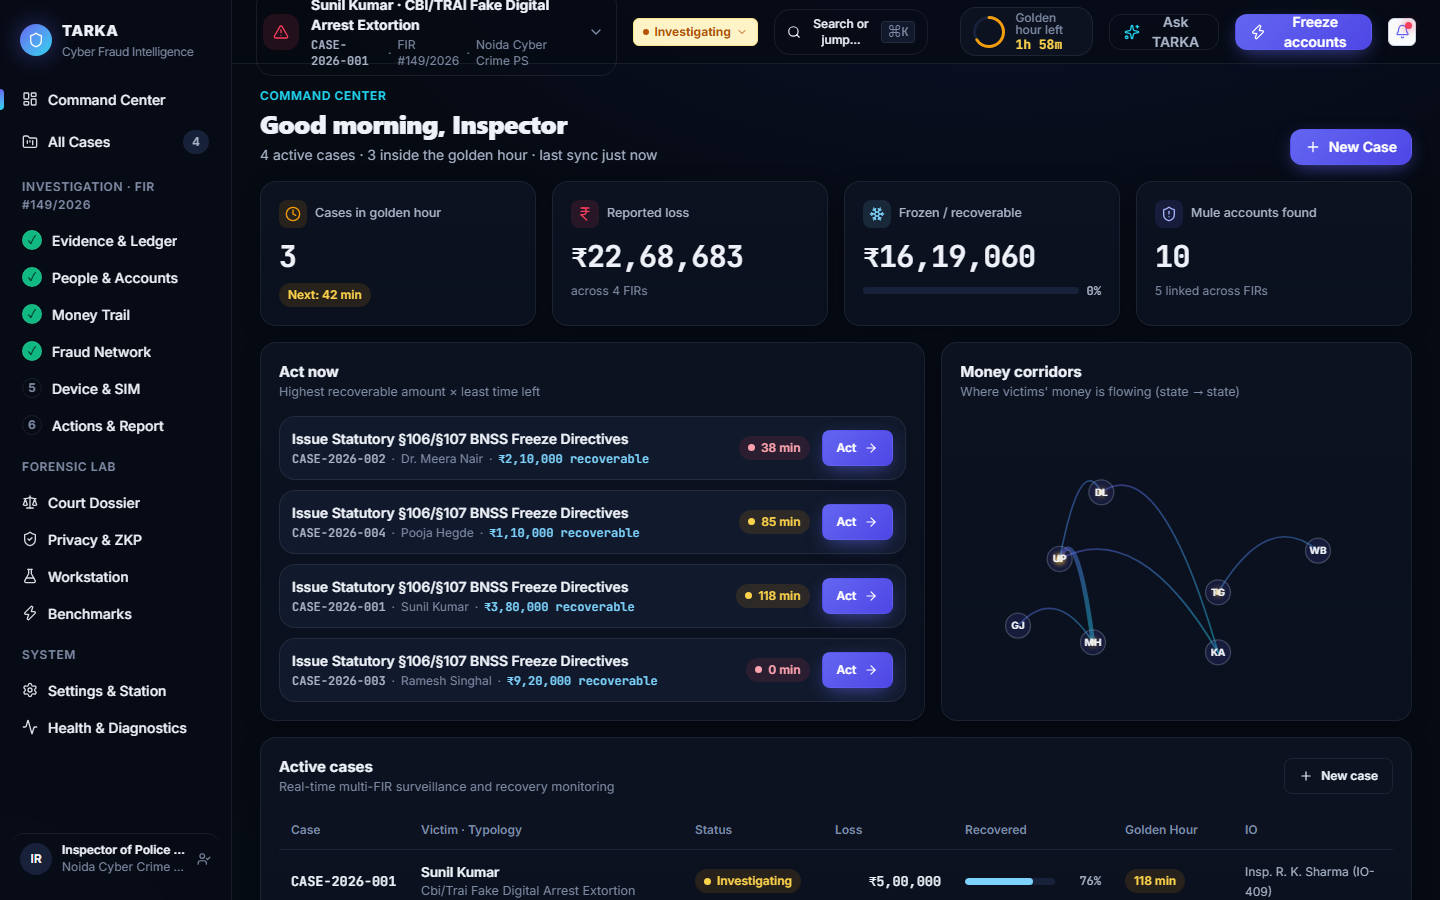 TARKA
Cyber Fraud Intelligence
Command Center
All Cases
4
INVESTIGATION · FIR
#149/2026
Evidence & Ledger
People & Accounts
Money Trail
Fraud Network
5
Device & SIM
6
Actions & Report
FORENSIC LAB
Court Dossier
Privacy & ZKP
Workstation
Benchmarks
SYSTEM
Settings & Station
Health & Diagnostics
IR
Inspector of Police ...
Noida Cyber Crime ...
Sunil Kumar · CBI/TRAI Fake Digital
Arrest Extortion
CASE-
2026-001
·
FIR
#149/2026
·
Noida Cyber
Crime PS
Investigating
Search or
jump...
⌘K
Golden
hour left
1h 58m
Ask
TARKA
Freeze
accounts
COMMAND CENTER
Good morning, Inspector
4 active cases · 3 inside the golden hour · last sync just now
New Case
Cases in golden hour
3
Next: 42 min
Reported loss
₹22,68,683
across 4 FIRs
Frozen / recoverable
₹16,19,060
0%
Mule accounts found
10
5 linked across FIRs
Act now
Highest recoverable amount × least time left
Issue Statutory §106/§107 BNSS Freeze Directives
CASE-2026-002 · Dr. Meera Nair · ₹2,10,000 recoverable
38 min
Act →
Issue Statutory §106/§107 BNSS Freeze Directives
CASE-2026-004 · Pooja Hegde · ₹1,10,000 recoverable
85 min
Act →
Issue Statutory §106/§107 BNSS Freeze Directives
CASE-2026-001 · Sunil Kumar · ₹3,80,000 recoverable
118 min
Act →
Issue Statutory §106/§107 BNSS Freeze Directives
CASE-2026-003 · Ramesh Singhal · ₹9,20,000 recoverable
0 min
Act →
Money corridors
Where victims' money is flowing (state → state)
DL
UP
WB
TG
GJ
MH
KA
Active cases
Real-time multi-FIR surveillance and recovery monitoring
New case
Case
Victim · Typology
Status
Loss
Recovered
Golden Hour
IO
CASE-2026-001
Sunil Kumar
Cbi/Trai Fake Digital Arrest Extortion
Investigating
₹5,00,000
76%
118 min
Insp. R. K. Sharma (IO-
409)